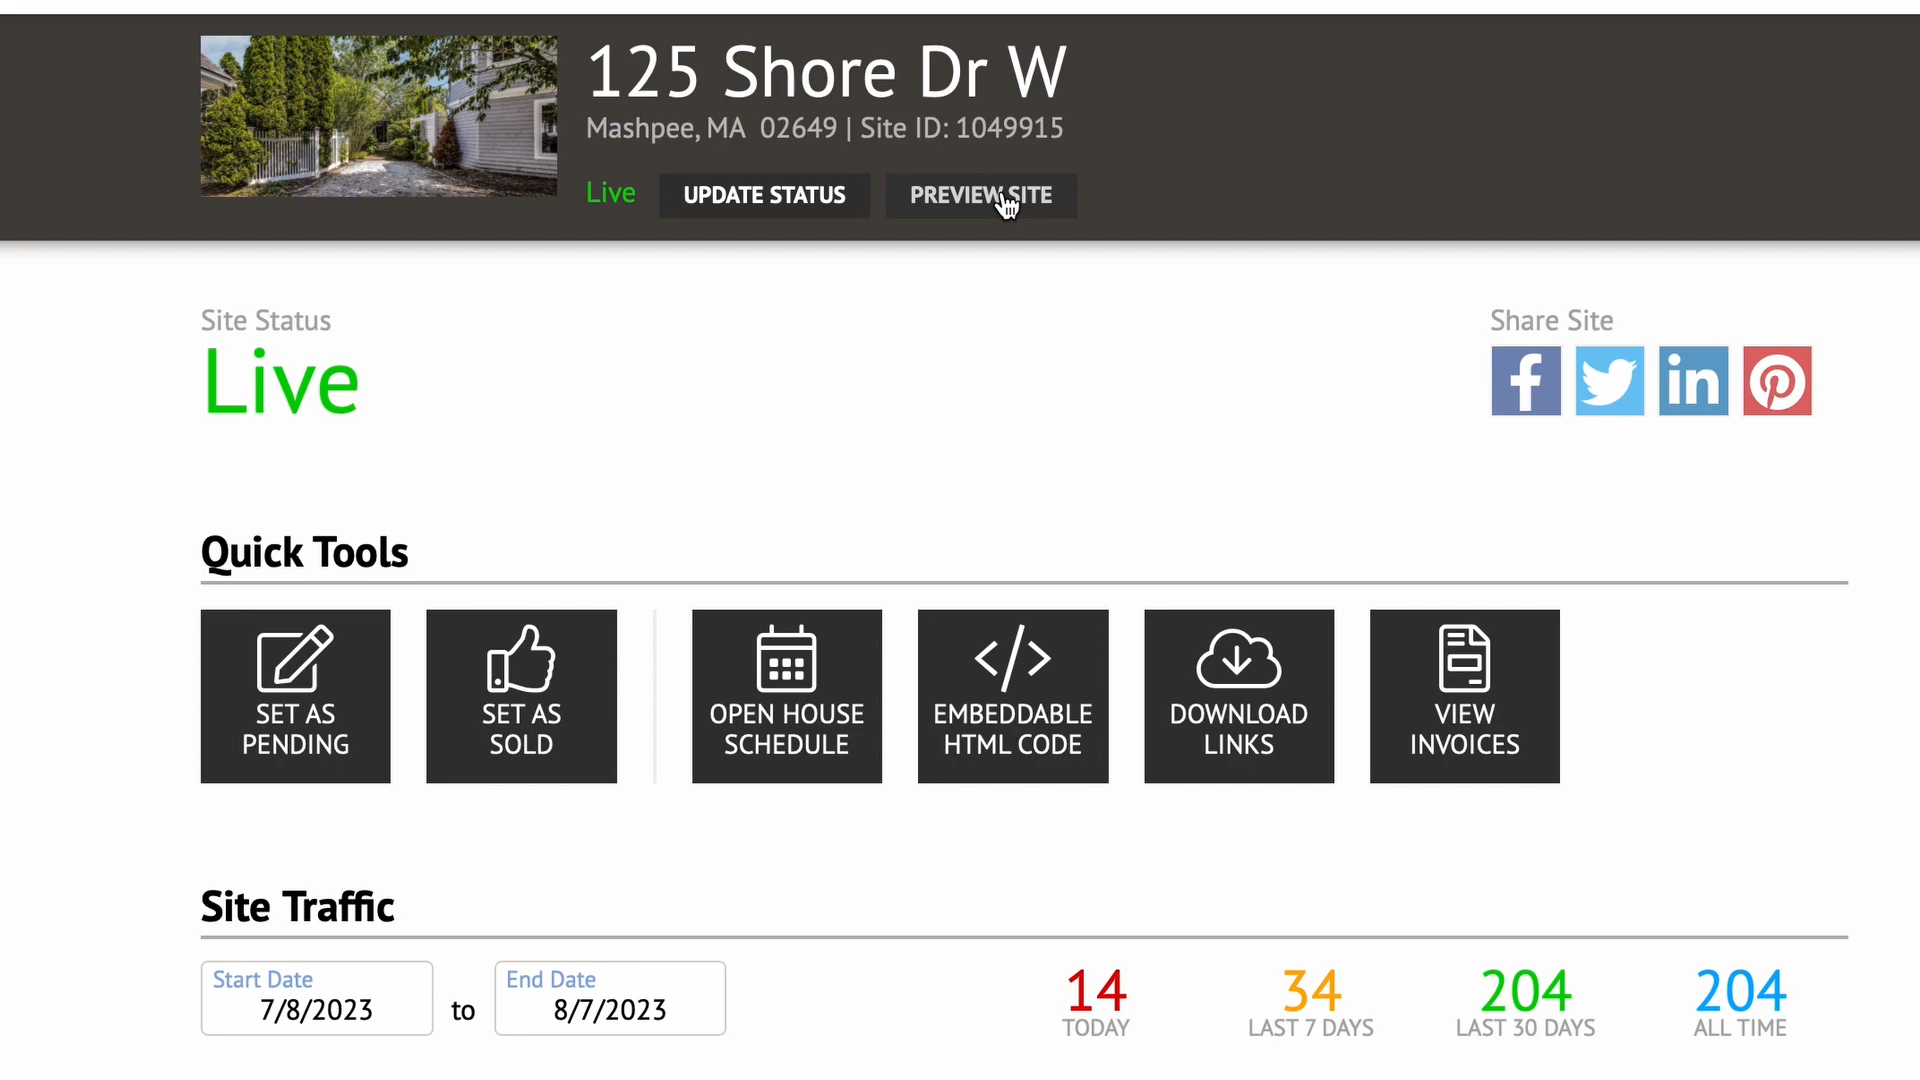 125 Shore Dr W
Mashpee, MA 02649 | Site ID: 1049915
Live
UPDATE STATUS
PREVIEW SITE
Site Status
Live
Share Site
Quick Tools
SET AS
PENDING
SET AS
SOLD
OPEN HOUSE
SCHEDULE
EMBEDDABLE
HTML CODE
DOWNLOAD
LINKS
VIEW
INVOICES
Site Traffic
Start Date
7/8/2023
to
End Date
8/7/2023
14
TODAY
34
LAST 7 DAYS
204
LAST 30 DAYS
204
ALL TIME